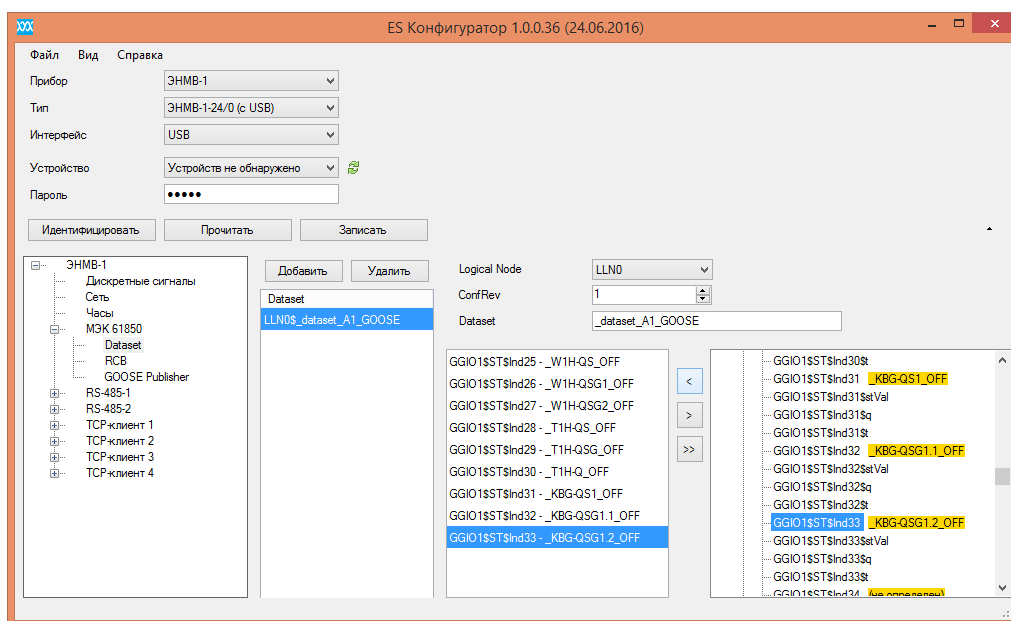 ES Конфигуратор 1.0.0.36 (24.06.2016)
Файл Вид Справка
Прибор ЭНМВ-1
Тип ЭНМВ-1-24/0 (с USB)
Интерфейс USB
Устройство Устройств не обнаружено
Пароль •••••
Идентифицировать Прочитать Записать
ЭНМВ-1
Дискретные сигналы
Сеть
Часы
МЭК 61850
Dataset
RCB
GOOSE Publisher
RS-485-1
RS-485-2
TCP-клиент 1
TCP-клиент 2
TCP-клиент 3
TCP-клиент 4
Добавить Удалить
Dataset
LLN0$_dataset_A1_GOOSE
Logical Node LLN0
ConfRev 1
Dataset _dataset_A1_GOOSE
GGIO1$ST$Ind25 - _W1H-QS_OFF
GGIO1$ST$Ind26 - _W1H-QSG1_OFF
GGIO1$ST$Ind27 - _W1H-QSG2_OFF
GGIO1$ST$Ind28 - _T1H-QS_OFF
GGIO1$ST$Ind29 - _T1H-QSG_OFF
GGIO1$ST$Ind30 - _T1H-Q_OFF
GGIO1$ST$Ind31 - _KBG-QS1_OFF
GGIO1$ST$Ind32 - _KBG-QSG1.1_OFF
GGIO1$ST$Ind33 - _KBG-QSG1.2_OFF
<
>
>>
GGIO1$ST$Ind30$t
GGIO1$ST$Ind31 _KBG-QS1_OFF
GGIO1$ST$Ind31$stVal
GGIO1$ST$Ind31$q
GGIO1$ST$Ind31$t
GGIO1$ST$Ind32 _KBG-QSG1.1_OFF
GGIO1$ST$Ind32$stVal
GGIO1$ST$Ind32$q
GGIO1$ST$Ind32$t
GGIO1$ST$Ind33 _KBG-QSG1.2_OFF
GGIO1$ST$Ind33$stVal
GGIO1$ST$Ind33$q
GGIO1$ST$Ind33$t
GGIO1$ST$Ind34 (не определен)